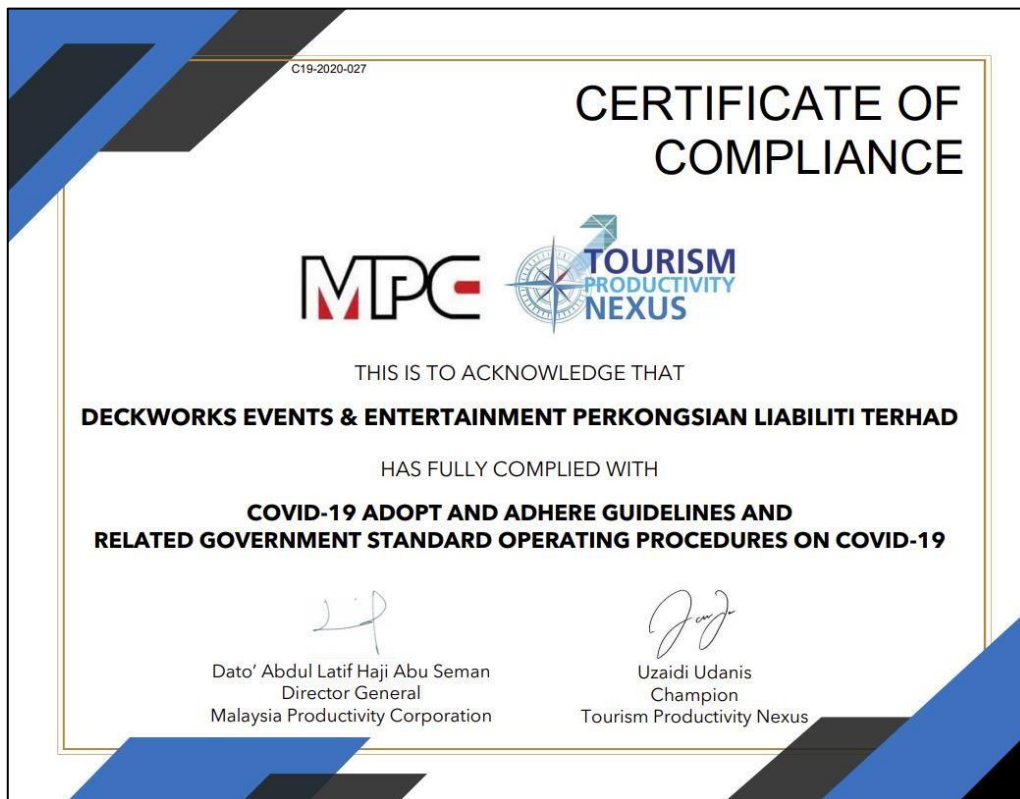 C19-2020-027
CERTIFICATE OF
COMPLIANCE
MPC
TOURISM
PRODUCTIVITY
NEXUS
THIS IS TO ACKNOWLEDGE THAT
DECKWORKS EVENTS & ENTERTAINMENT PERKONGSIAN LIABILITI TERHAD
HAS FULLY COMPLIED WITH
COVID-19 ADOPT AND ADHERE GUIDELINES AND
RELATED GOVERNMENT STANDARD OPERATING PROCEDURES ON COVID-19
Dato’ Abdul Latif Haji Abu Seman
Director General
Malaysia Productivity Corporation
Uzaidi Udanis
Champion
Tourism Productivity Nexus